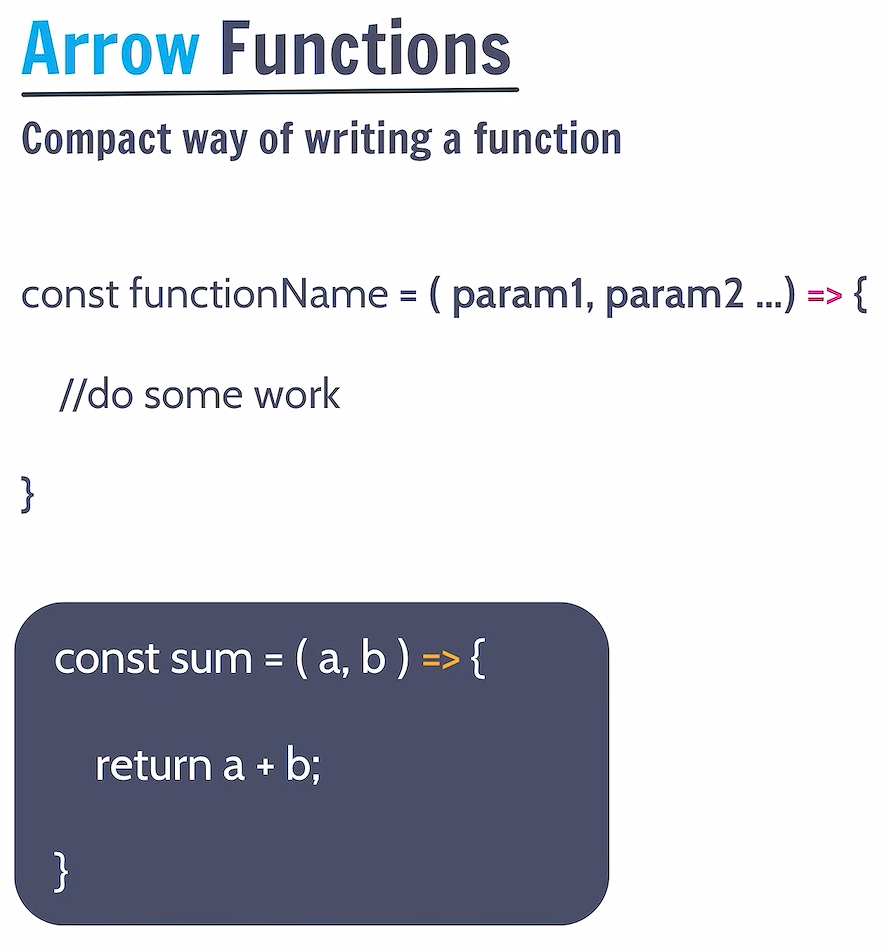 Arrow Functions
Compact way of writing a function
const functionName = ( param1, param2 ...) => {
//do some work
}
const sum = ( a, b ) => {
return a + b;
}